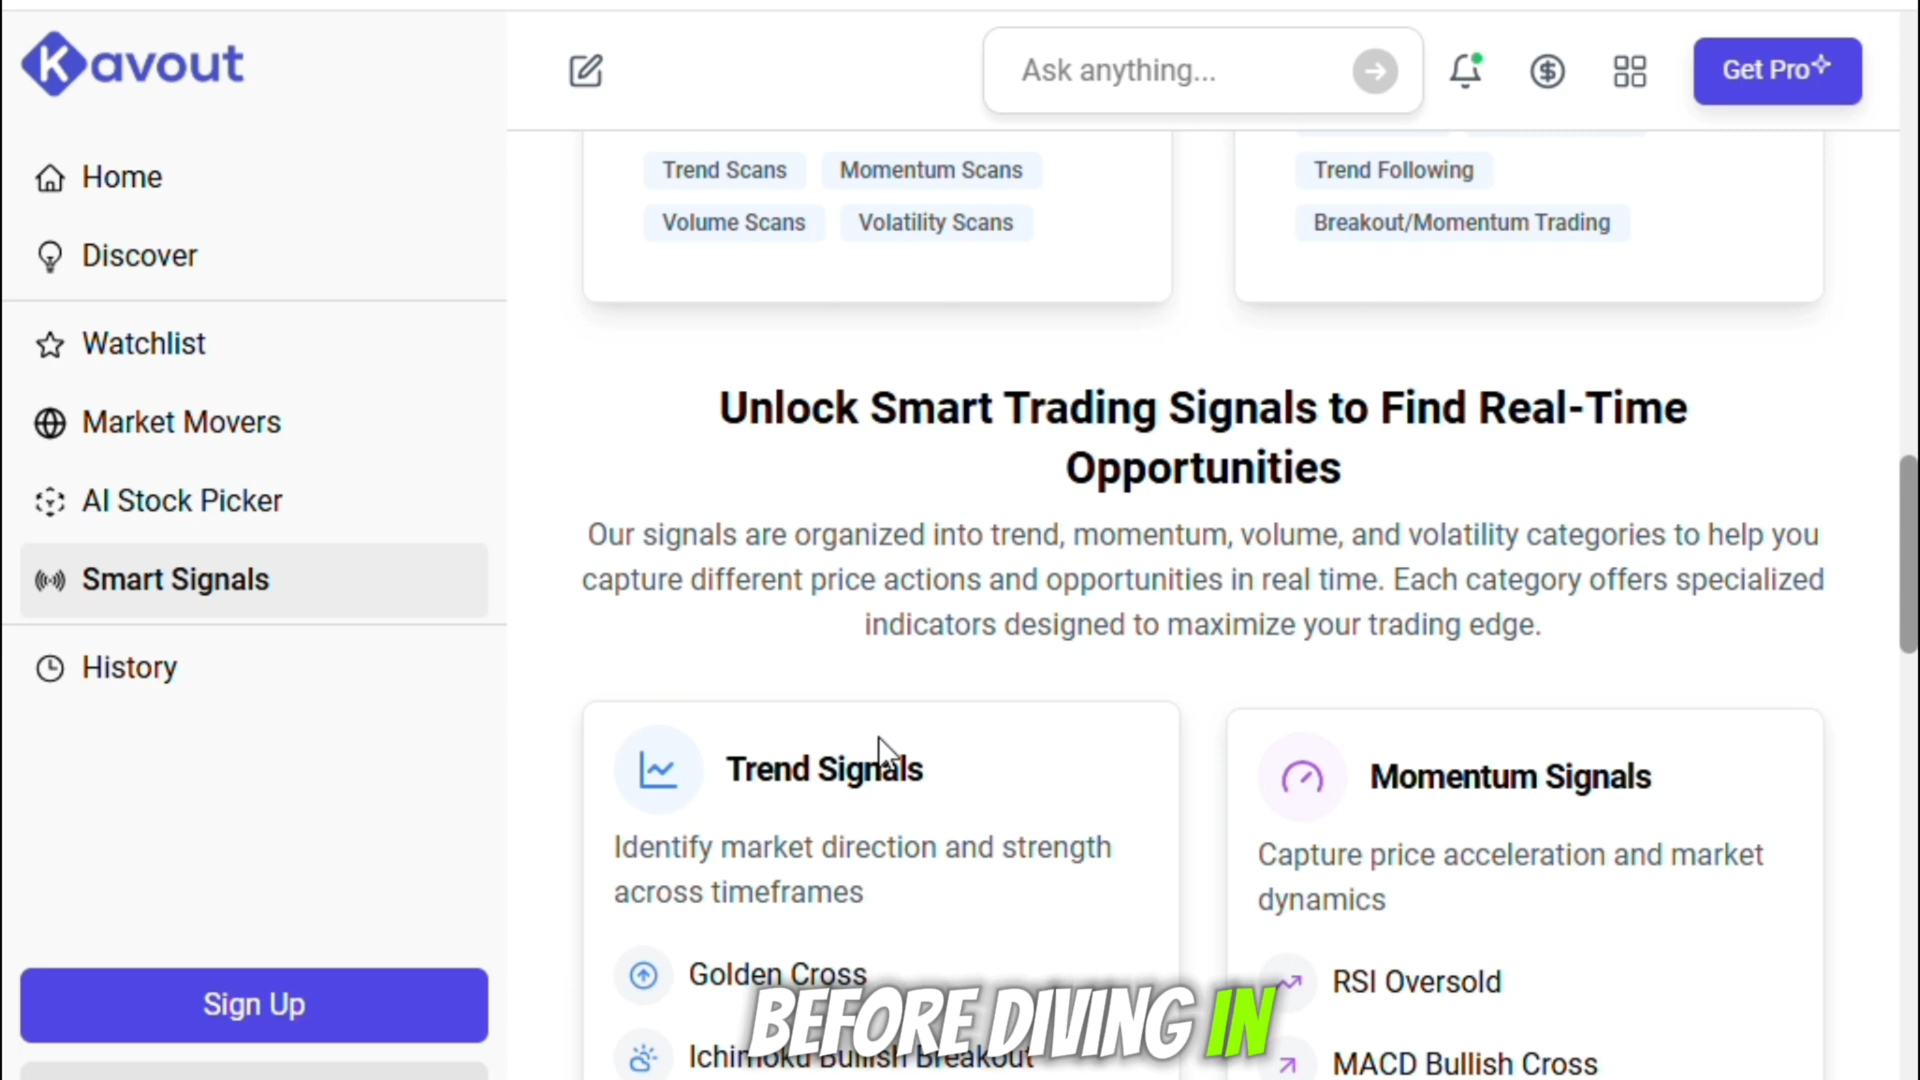 Kavout
Ask anything...
Get Pro
Home
Discover
Watchlist
Market Movers
AI Stock Picker
Smart Signals
History
Sign Up
Trend Scans
Momentum Scans
Volume Scans
Volatility Scans
Trend Following
Breakout/Momentum Trading
Unlock Smart Trading Signals to Find Real-Time
Opportunities
Our signals are organized into trend, momentum, volume, and volatility categories to help you
capture different price actions and opportunities in real time. Each category offers specialized
indicators designed to maximize your trading edge.
Trend Signals
Identify market direction and strength
across timeframes
Golden Cross
Ichimoku Bullish Breakout
Momentum Signals
Capture price acceleration and market
dynamics
RSI Oversold
MACD Bullish Cross
BEFORE DIVING IN